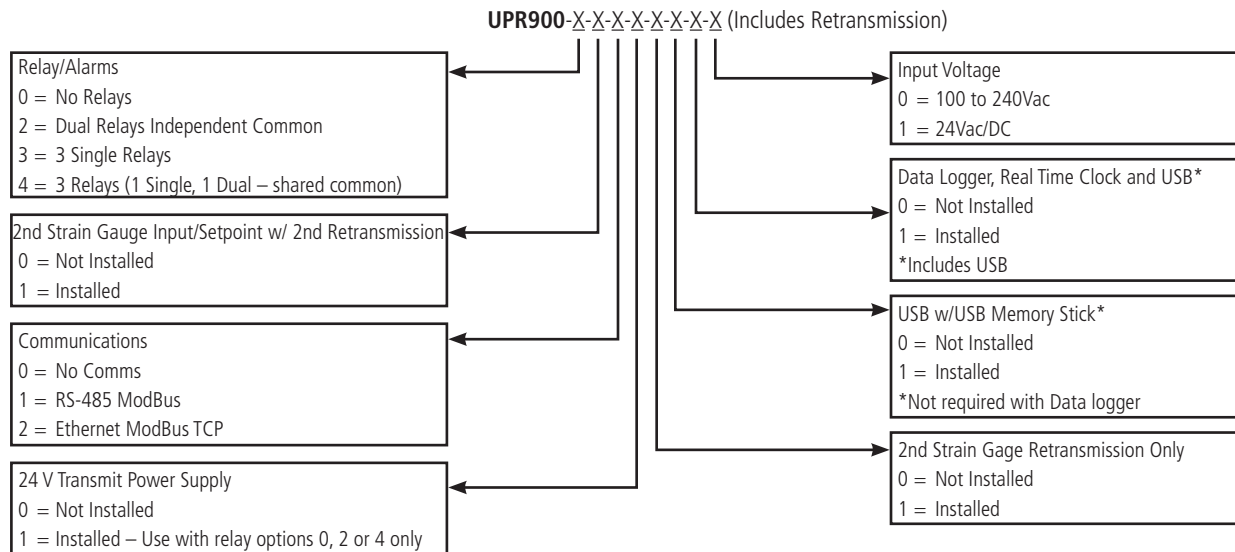 UPR900-X-X-X-X-X-X-X-X (Includes Retransmission)
Relay/Alarms
0 = No Relays
2 = Dual Relays Independent Common
3 = 3 Single Relays
4 = 3 Relays (1 Single, 1 Dual – shared common)
2nd Strain Gauge Input/Setpoint w/ 2nd Retransmission
0 = Not Installed
1 = Installed
Communications
0 = No Comms
1 = RS-485 ModBus
2 = Ethernet ModBus TCP
24 V Transmit Power Supply
0 = Not Installed
1 = Installed – Use with relay options 0, 2 or 4 only
Input Voltage
0 = 100 to 240Vac
1 = 24Vac/DC
Data Logger, Real Time Clock and USB*
0 = Not Installed
1 = Installed
*Includes USB
USB w/USB Memory Stick*
0 = Not Installed
1 = Installed
*Not required with Data logger
2nd Strain Gage Retransmission Only
0 = Not Installed
1 = Installed